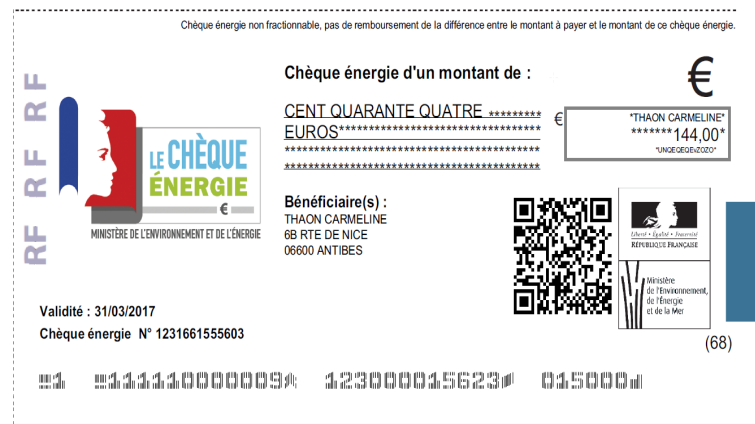 Chèque énergie non fractionnable, pas de remboursement de la différence entre le montant à payer et le montant de ce chèque énergie.
RF RF RF
Chèque énergie d'un montant de :
€
CENT QUARANTE QUATRE *********
EUROS**********************************
*******************************************
*******************************************
€
*THAON CARMELINE*
*******144,00*
*UNQEQEQEVZOZO*
LE CHÈQUE
ÉNERGIE
€
MINISTÈRE DE L'ENVIRONNEMENT ET DE L'ÉNERGIE
Bénéficiaire(s) :
THAON CARMELINE
6B RTE DE NICE
06600 ANTIBES
Liberté • Égalité • Fraternité
RÉPUBLIQUE FRANÇAISE
Ministère
de l'Environnement,
de l'Énergie
et de la Mer
Validité : 31/03/2017
Chèque énergie N° 1231661555603
(68)
111110000009 123000015623 015000